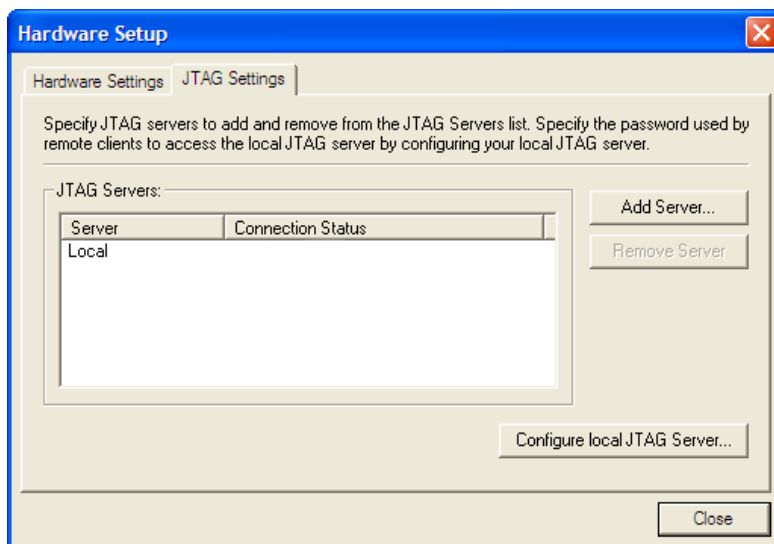 Hardware Setup
Hardware Settings
JTAG Settings
Specify JTAG servers to add and remove from the JTAG Servers list. Specify the password used by
remote clients to access the local JTAG server by configuring your local JTAG server.
JTAG Servers:
Server
Connection Status
Local
Add Server...
Remove Server
Configure local JTAG Server...
Close